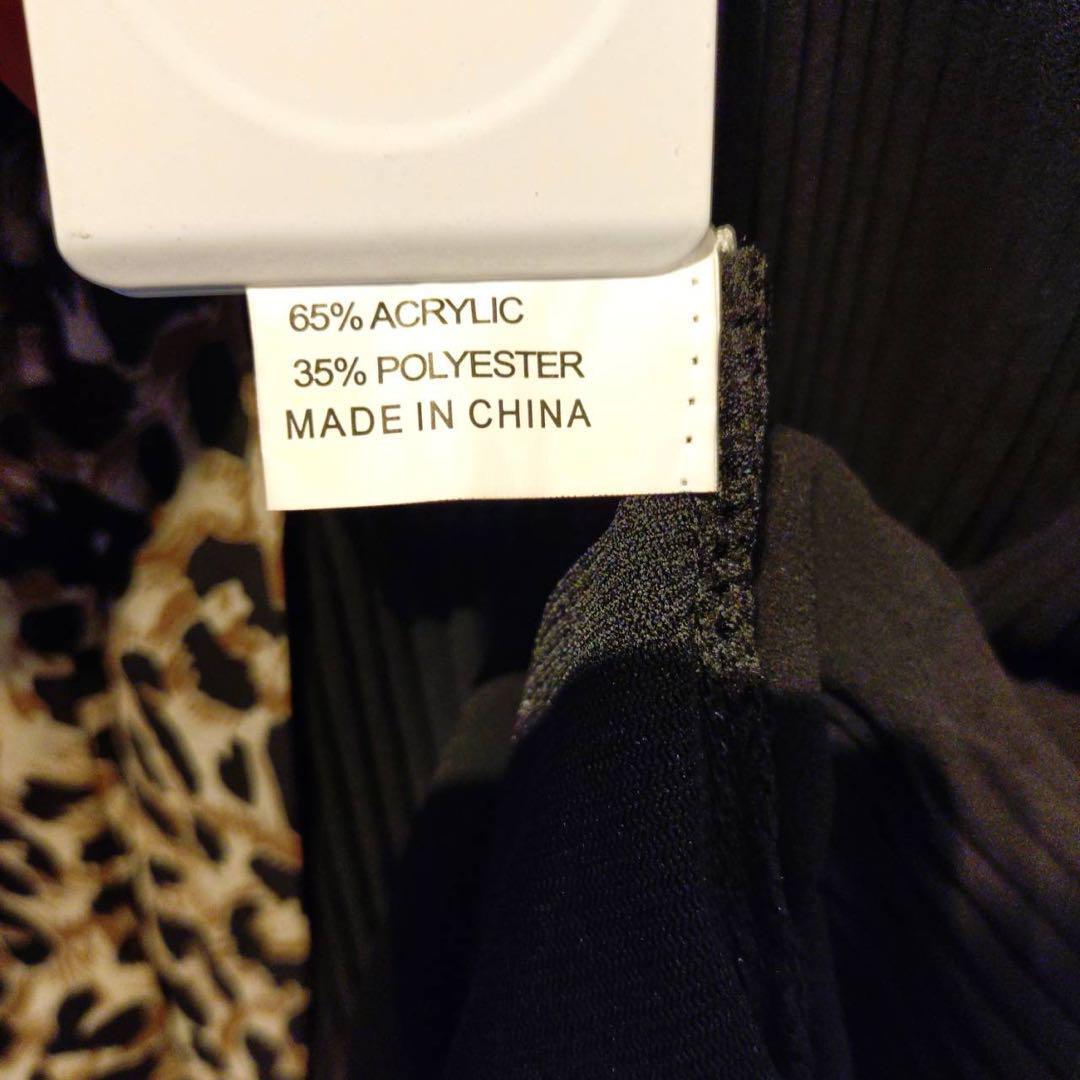 65% ACRYLIC
35% POLYESTER
MADE IN CHINA